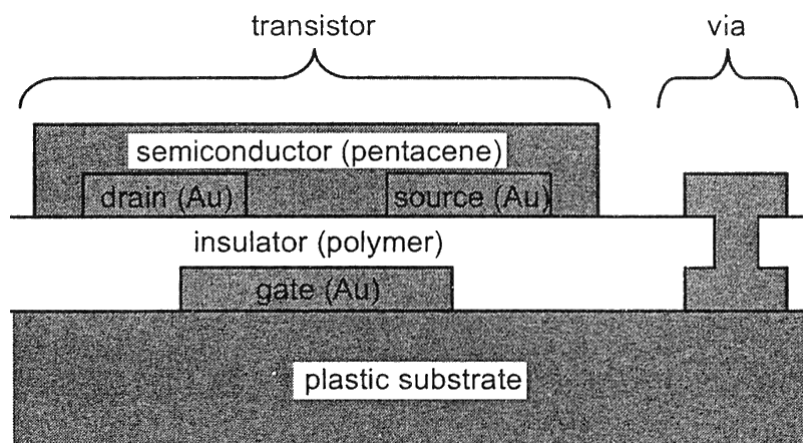 transistor
via
semiconductor (pentacene)
drain (Au)
source (Au)
insulator (polymer)
gate (Au)
plastic substrate